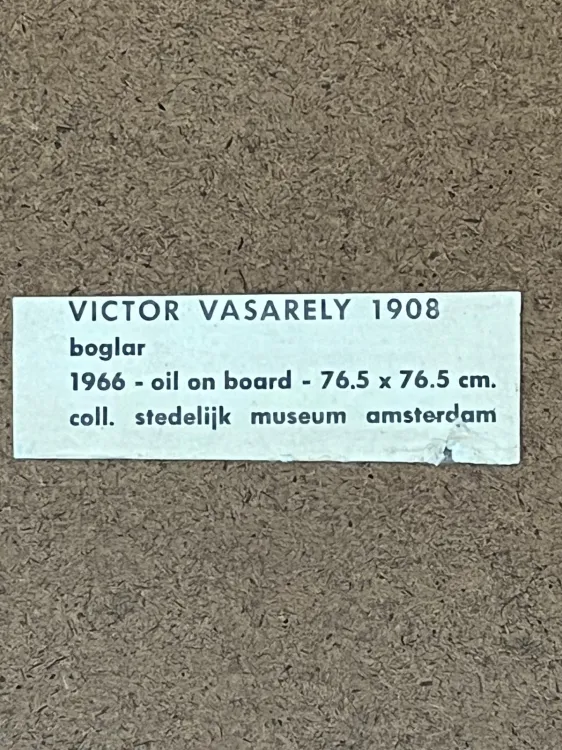 VICTOR VASARELY 1908
boglar
1966 - oil on board - 76.5 x 76.5 cm.
coll. stedelijk museum amsterdam